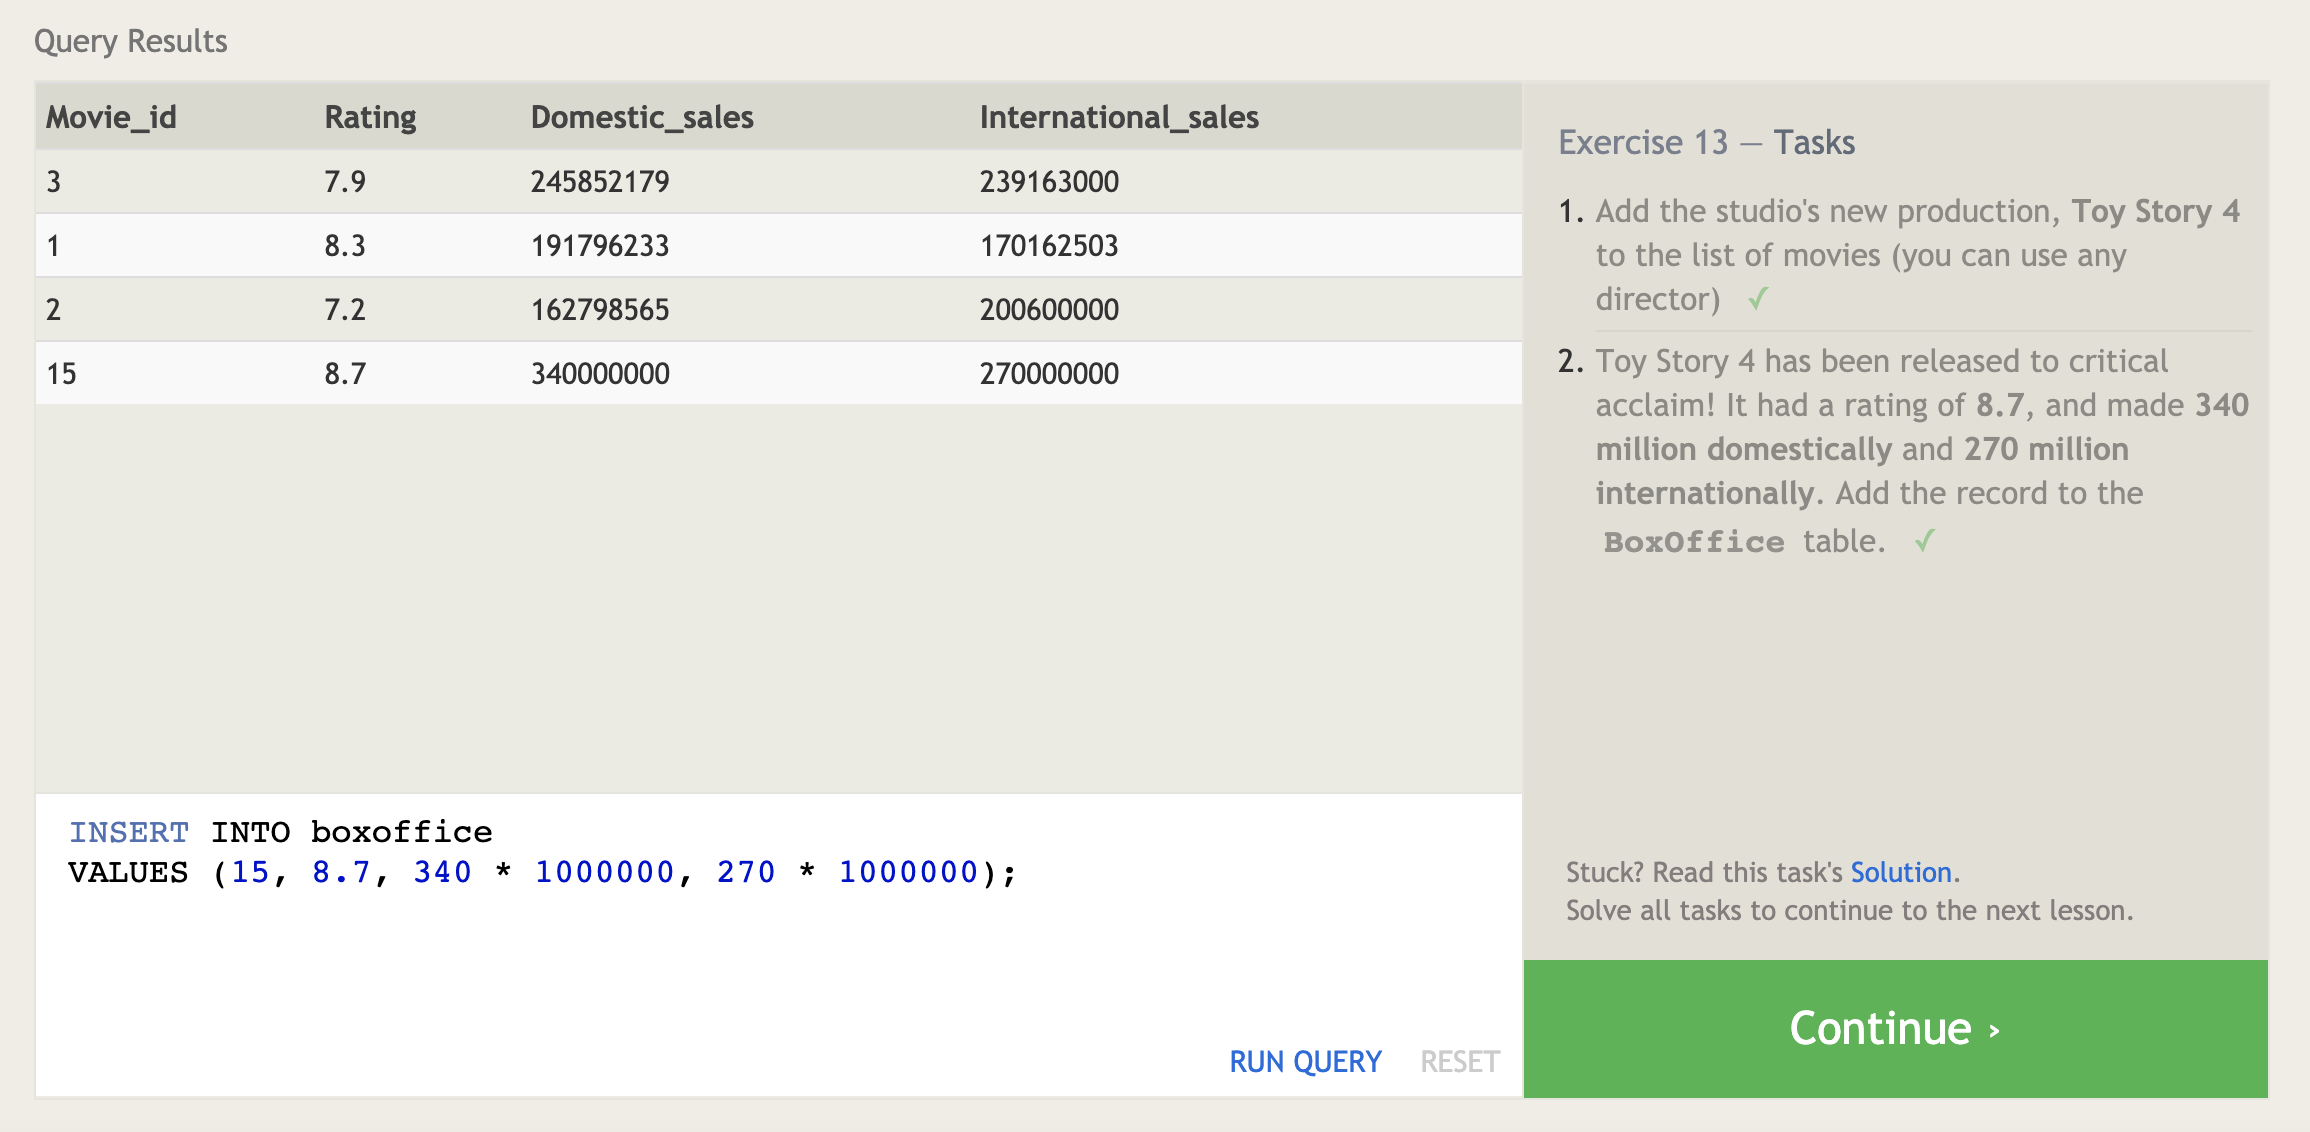 Query Results
Movie_id Rating Domestic_sales International_sales
3 7.9 245852179 239163000
1 8.3 191796233 170162503
2 7.2 162798565 200600000
15 8.7 340000000 270000000
INSERT INTO boxoffice
VALUES (15, 8.7, 340 * 1000000, 270 * 1000000);
RUN QUERY RESET
Exercise 13 — Tasks
1. Add the studio's new production, Toy Story 4
to the list of movies (you can use any
director) ✓
2. Toy Story 4 has been released to critical
acclaim! It had a rating of 8.7, and made 340
million domestically and 270 million
internationally. Add the record to the
BoxOffice table. ✓
Stuck? Read this task's Solution.
Solve all tasks to continue to the next lesson.
Continue ›